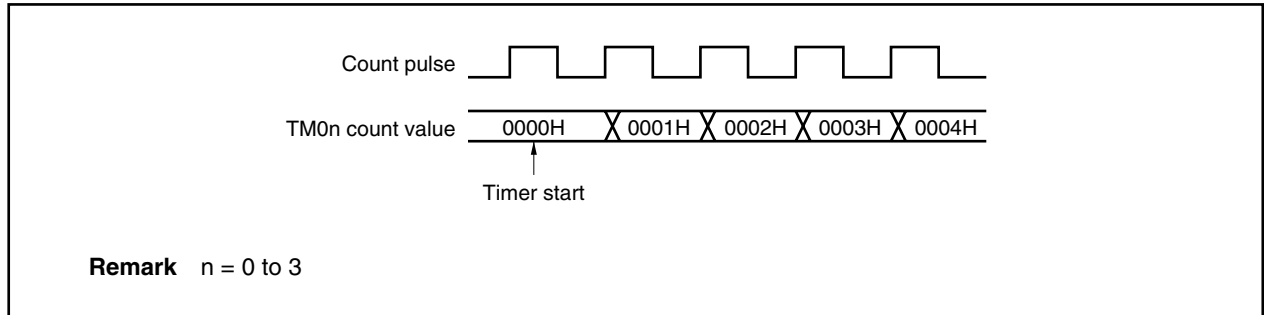 Count pulse
TM0n count value 0000H 0001H 0002H 0003H 0004H
Timer start
Remark n = 0 to 3